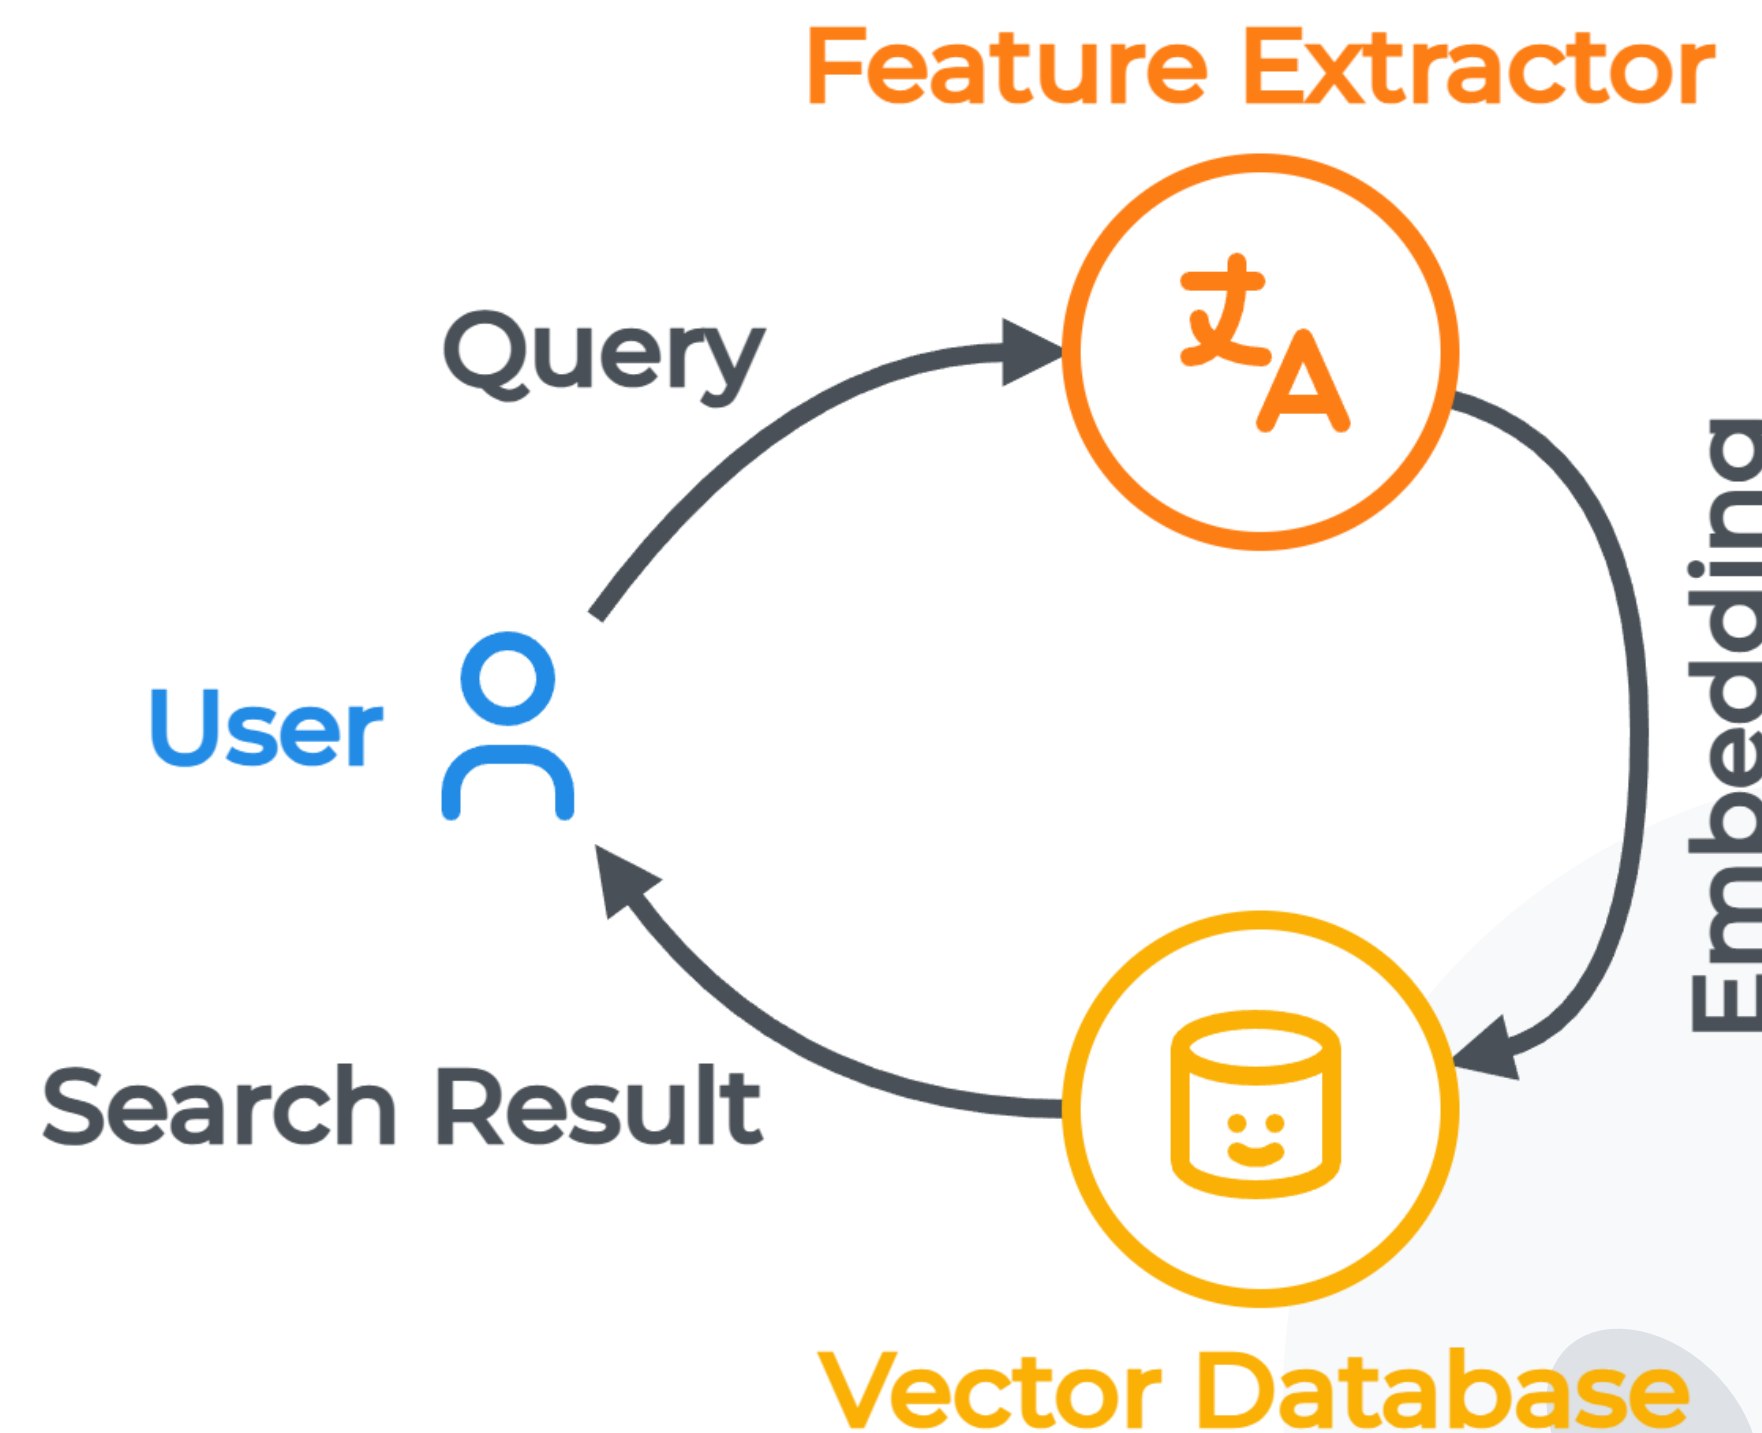 Feature Extractor
Query
Embedding
User
Search Result
Vector Database